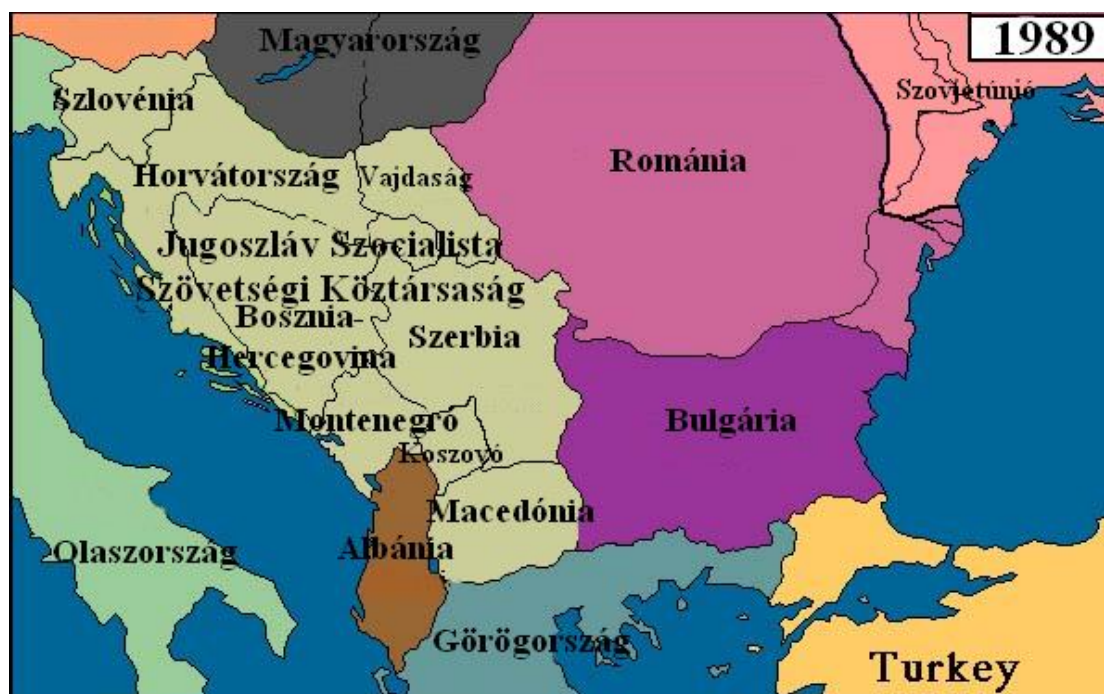 1989
Magyarország
Szlovénia
Szovjetúnió
Románia
Horvátország
Vajdaság
Jugoszláv Szocialista
Szövetségi Köztársaság
Bosznia-
Hercegovina
Szerbia
Montenegró
Bulgária
Koszovó
Macedónia
Albánia
Olaszország
Görögország
Turkey